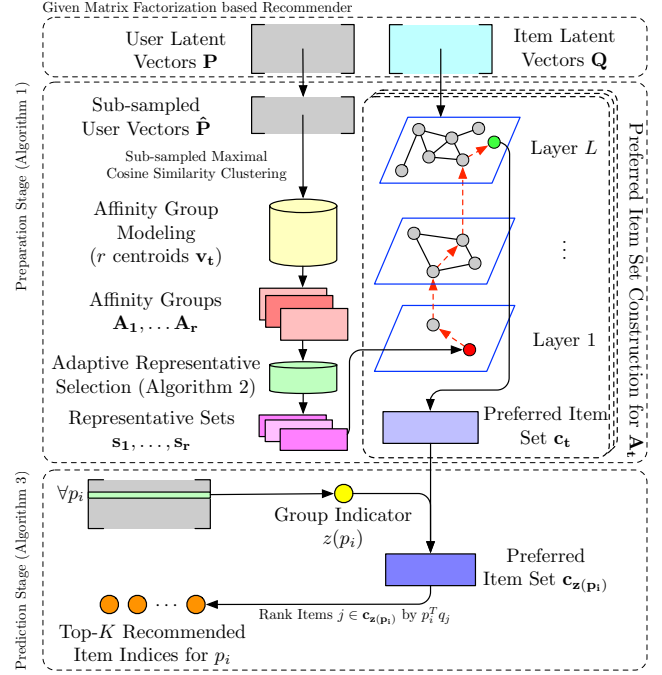 Given Matrix Factorization based Recommender
User Latent
Vectors P
Item Latent
Vectors Q
Preparation Stage (Algorithm 1)
Sub-sampled
User Vectors P̂
Sub-sampled Maximal
Cosine Similarity Clustering
Affinity Group
Modeling
(r centroids v_t)
Affinity Groups
A_1, … A_r
Adaptive Representative
Selection (Algorithm 2)
Representative Sets
s_1, …, s_r
Layer L
⋮
Layer 1
Preferred Item
Set c_t
Preferred Item Set Construction for A_t
Prediction Stage (Algorithm 3)
∀p_i
Group Indicator
z(p_i)
Preferred
Item Set c_{z(p_i)}
Rank Items j ∈ c_{z(p_i)} by p_i^T q_j
…
Top-K Recommended
Item Indices for p_i